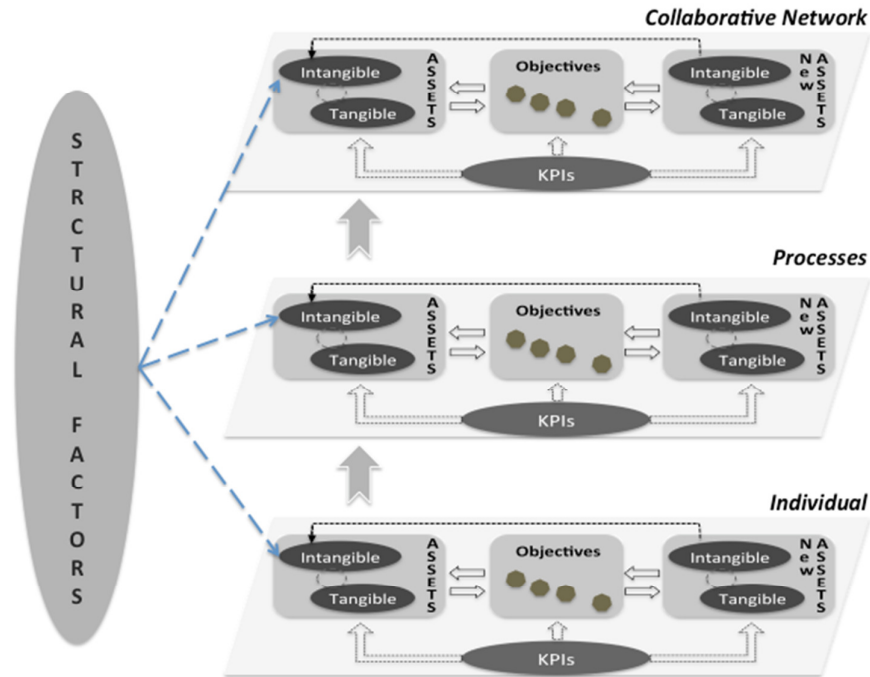 Collaborative Network
Intangible
Tangible
ASSETS
Objectives
Intangible
Tangible
New
ASSETS
KPIs
STRCTURAL FACTORS
Processes
Intangible
Tangible
ASSETS
Objectives
Intangible
Tangible
New
ASSETS
KPIs
Individual
Intangible
Tangible
ASSETS
Objectives
Intangible
Tangible
New
ASSETS
KPIs